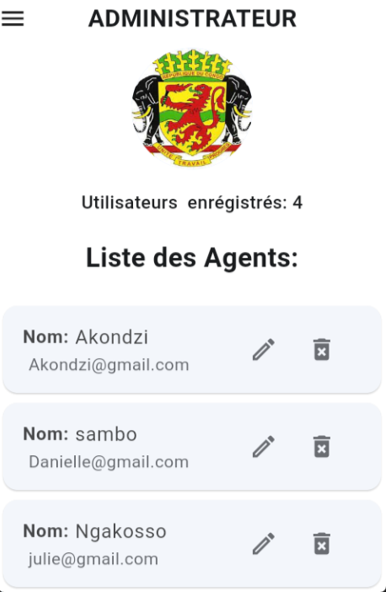 ADMINISTRATEUR
REPUBLIQUE DU CONGO
TRAVAIL
Utilisateurs enrégistrés: 4
Liste des Agents:
Nom: Akondzi
Akondzi@gmail.com
Nom: sambo
Danielle@gmail.com
Nom: Ngakosso
julie@gmail.com